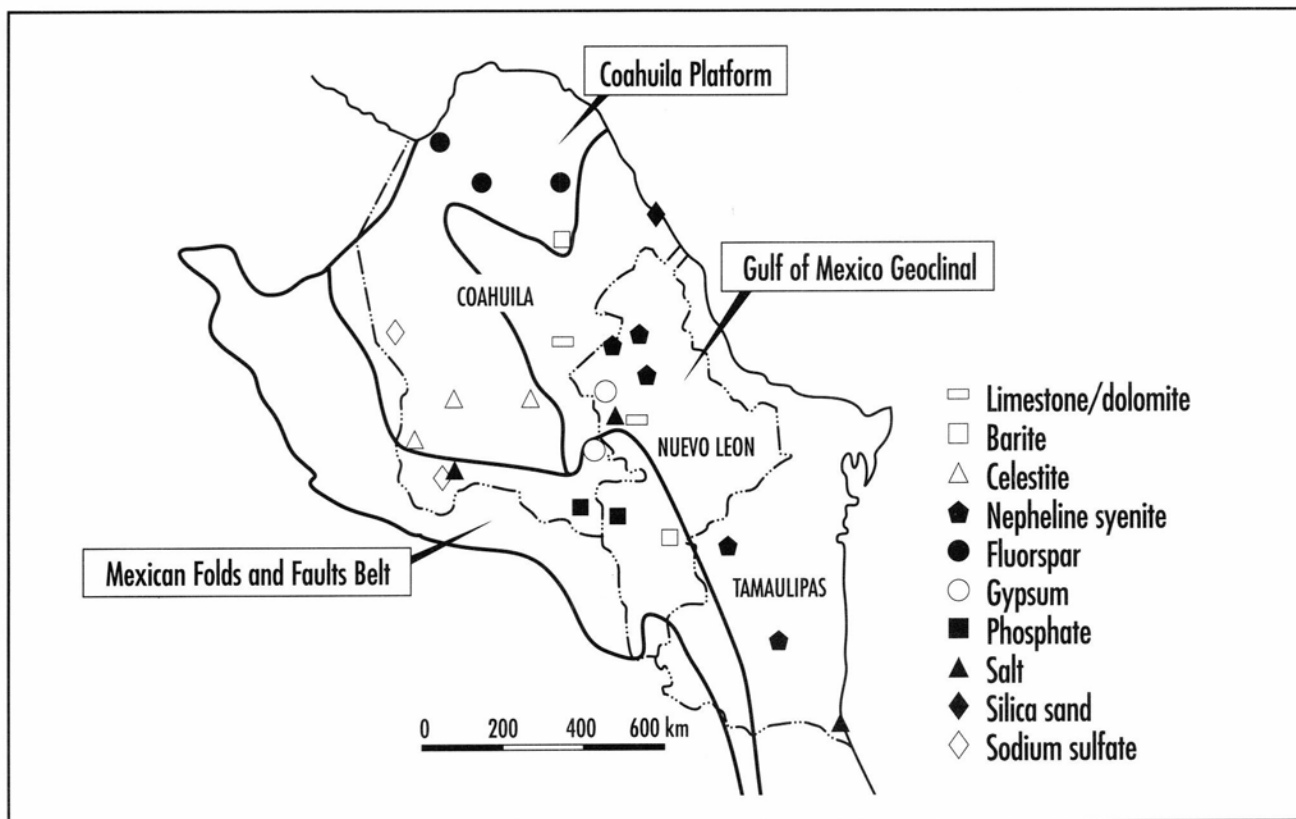 Coahuila Platform
Gulf of Mexico Geoclinal
COAHUILA
NUEVO LEON
Mexican Folds and Faults Belt
TAMAULIPAS
0 200 400 600 km
Limestone/dolomite
Barite
Celestite
Nepheline syenite
Fluorspar
Gypsum
Phosphate
Salt
Silica sand
Sodium sulfate